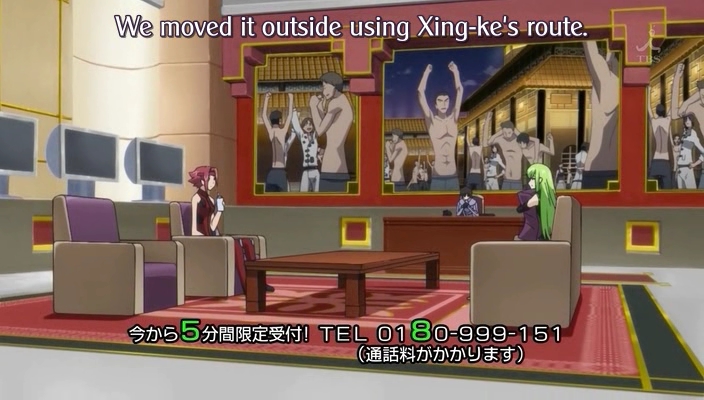 We moved it outside using Xing-ke's route.
TBS
今から5分間限定受付! TEL 0180-999-151
(通話料がかかります)